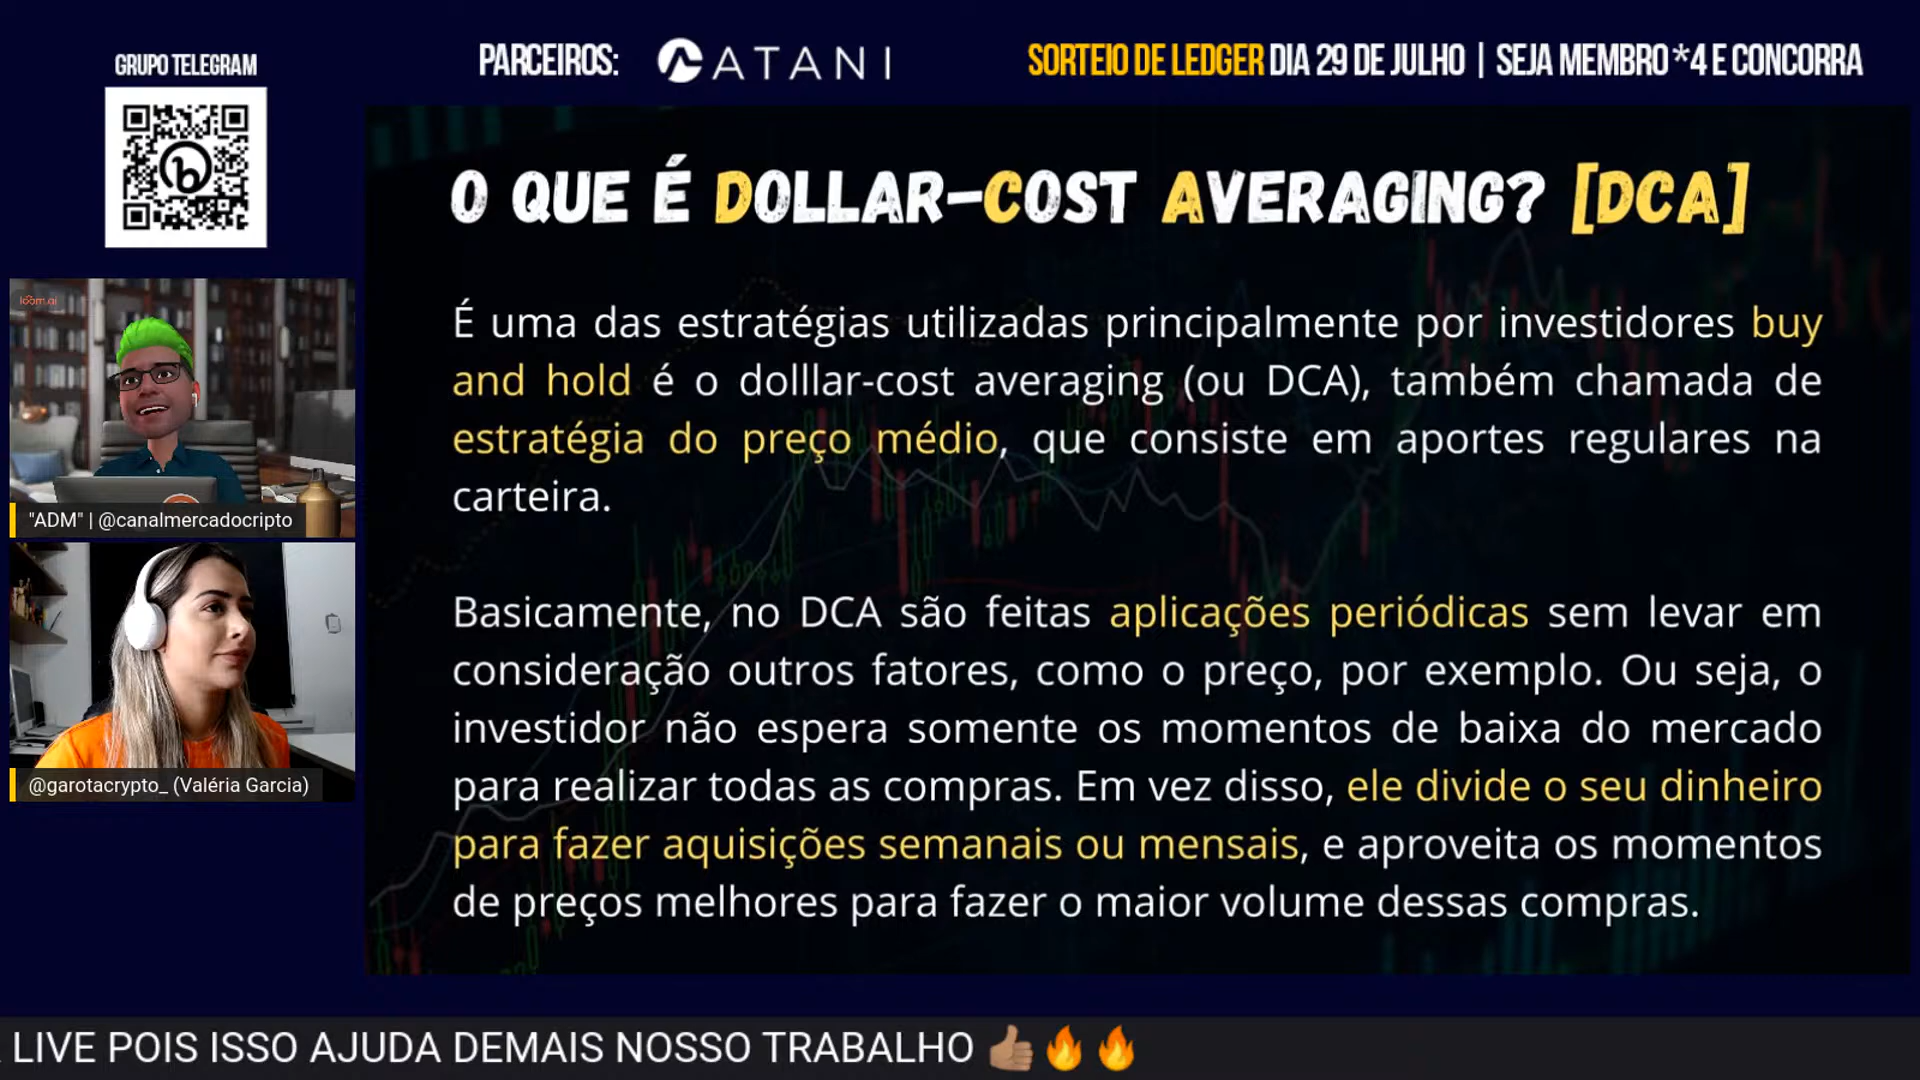 GRUPO TELEGRAM
PARCEIROS:
ATANI
SORTEIO DE LEDGER DIA 29 DE JULHO | SEJA MEMBRO *4 E CONCORRA
O QUE É DOLLAR-COST AVERAGING? [DCA]
É uma das estratégias utilizadas principalmente por investidores buy
and hold é o dolllar-cost averaging (ou DCA), também chamada de
estratégia do preço médio, que consiste em aportes regulares na
carteira.
Basicamente, no DCA são feitas aplicações periódicas sem levar em
consideração outros fatores, como o preço, por exemplo. Ou seja, o
investidor não espera somente os momentos de baixa do mercado
para realizar todas as compras. Em vez disso, ele divide o seu dinheiro
para fazer aquisições semanais ou mensais, e aproveita os momentos
de preços melhores para fazer o maior volume dessas compras.
loom.ai
"ADM" | @canalmercadocripto
@garotacrypto_ (Valéria Garcia)
LIVE POIS ISSO AJUDA DEMAIS NOSSO TRABALHO 👍🏽🔥🔥